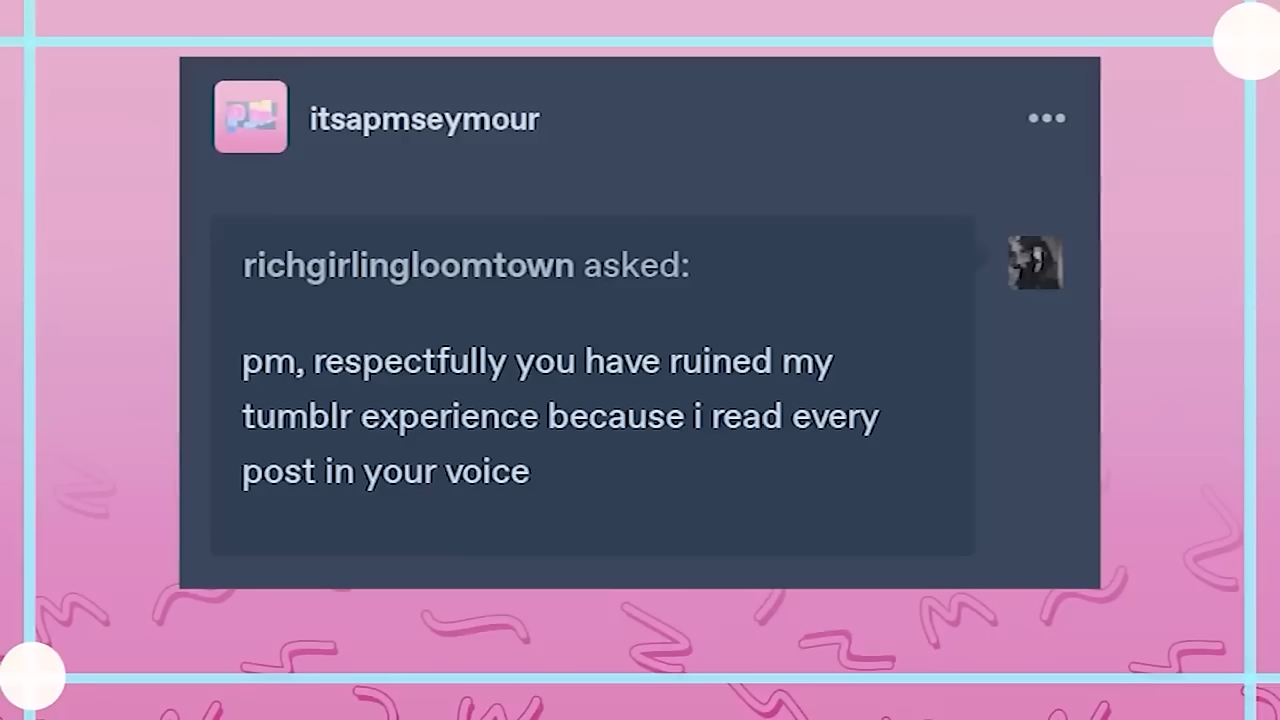 itsapmseymour
richgirlingloomtown asked:
pm, respectfully you have ruined my
tumblr experience because i read every
post in your voice